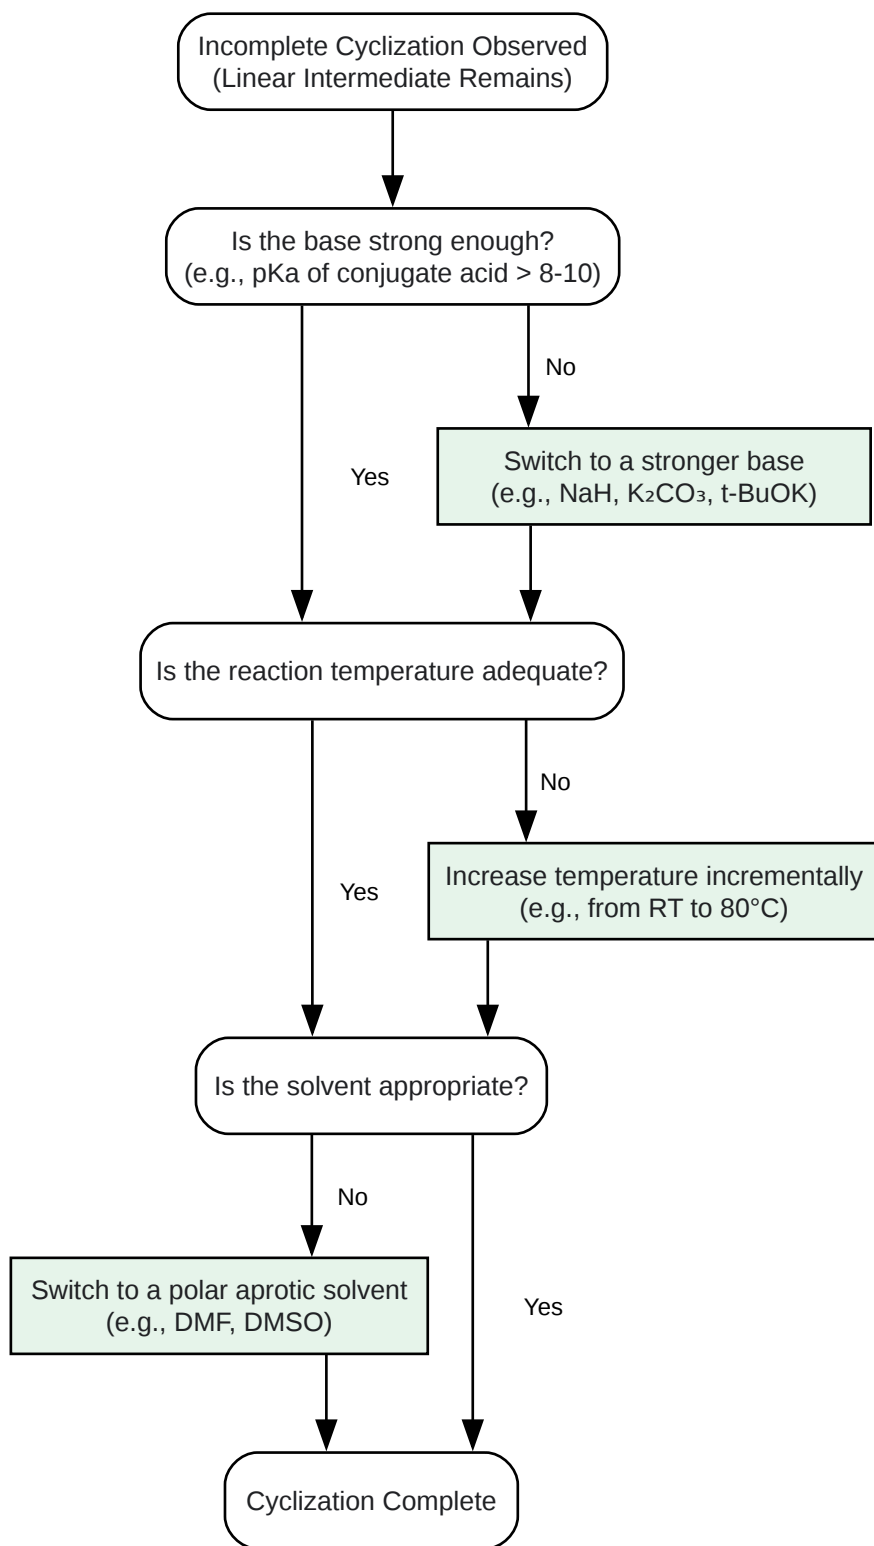 Incomplete Cyclization Observed
(Linear Intermediate Remains)
Is the base strong enough?
(e.g., pKa of conjugate acid > 8-10)
No
Switch to a stronger base
(e.g., NaH, K₂CO₃, t-BuOK)
Yes
Is the reaction temperature adequate?
No
Increase temperature incrementally
(e.g., from RT to 80°C)
Yes
Is the solvent appropriate?
No
Switch to a polar aprotic solvent
(e.g., DMF, DMSO)
Yes
Cyclization Complete